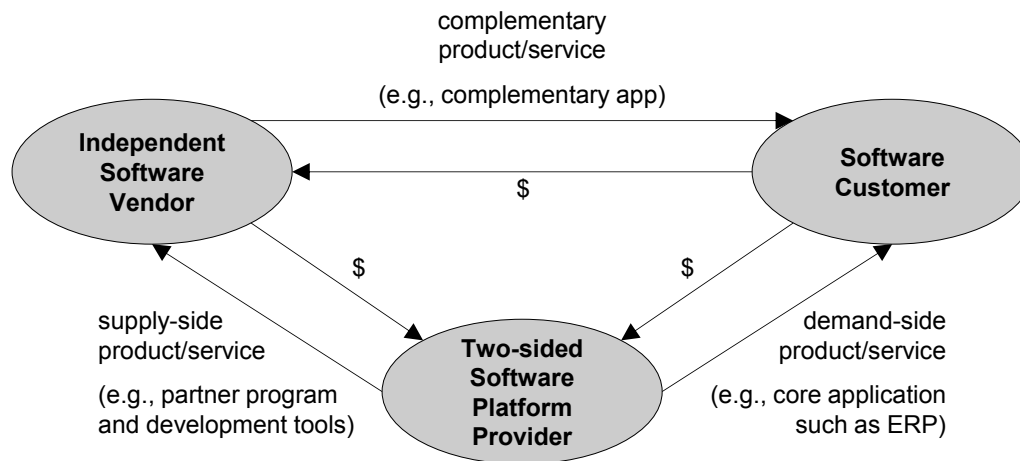 complementary
product/service
(e.g., complementary app)
Independent
Software
Vendor
Software
Customer
$
$
$
supply-side
product/service
(e.g., partner program
and development tools)
Two-sided
Software
Platform
Provider
demand-side
product/service
(e.g., core application
such as ERP)